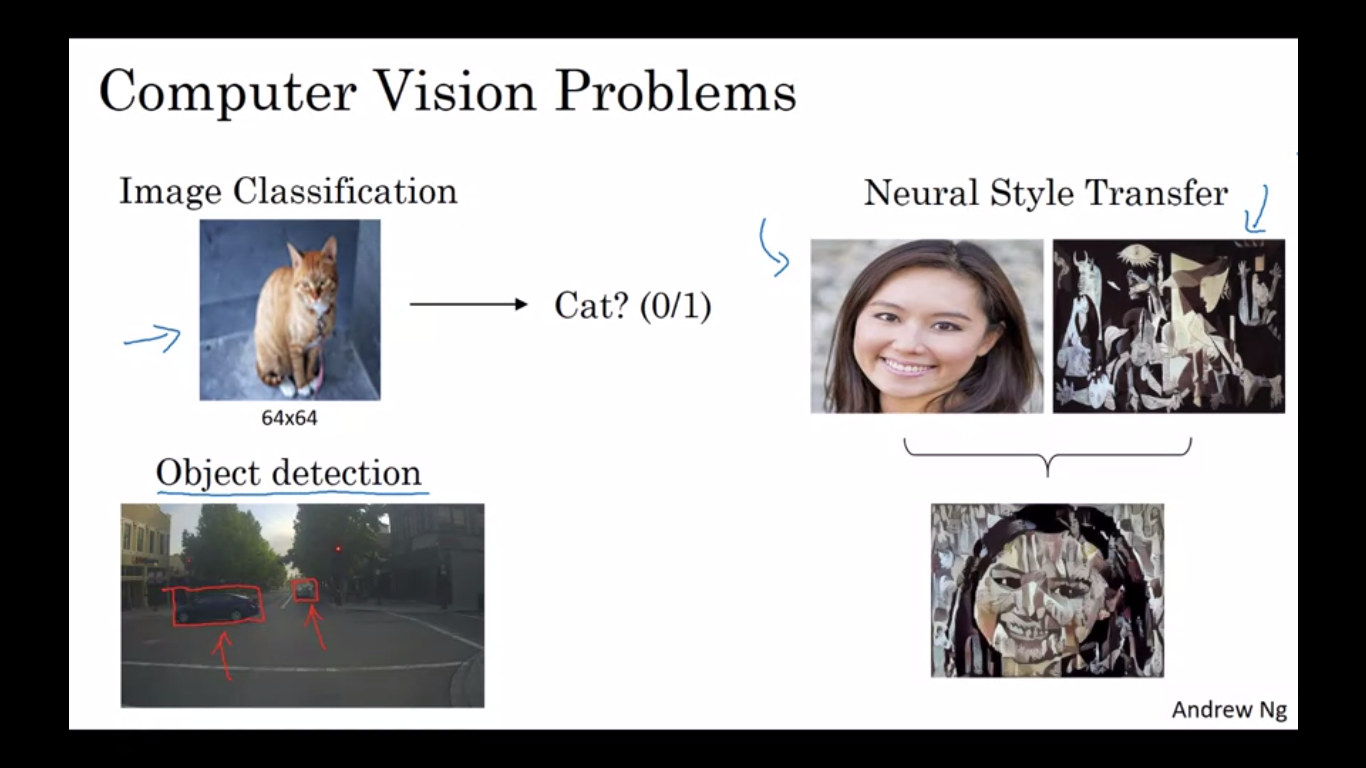 Computer Vision Problems
Image Classification
Cat? (0/1)
64x64
Object detection
Neural Style Transfer
Andrew Ng